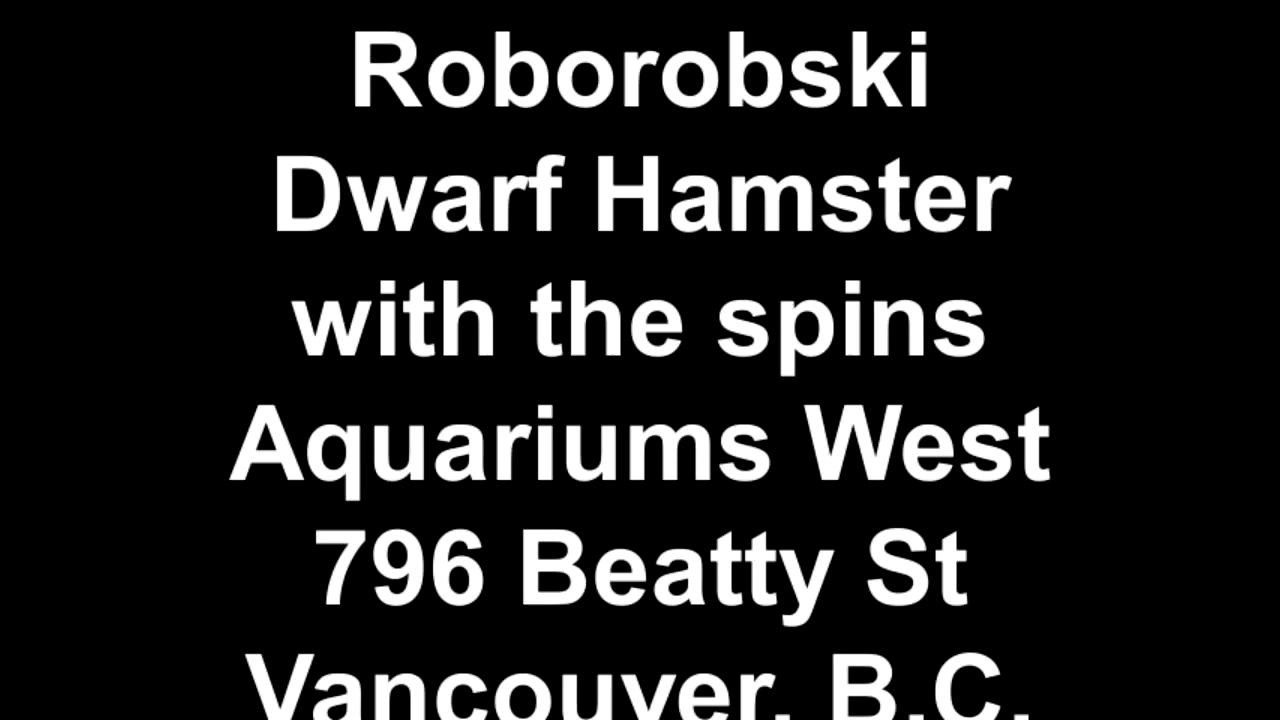 Roborobski
Dwarf Hamster
with the spins
Aquariums West
796 Beatty St
Vancouver, B.C.